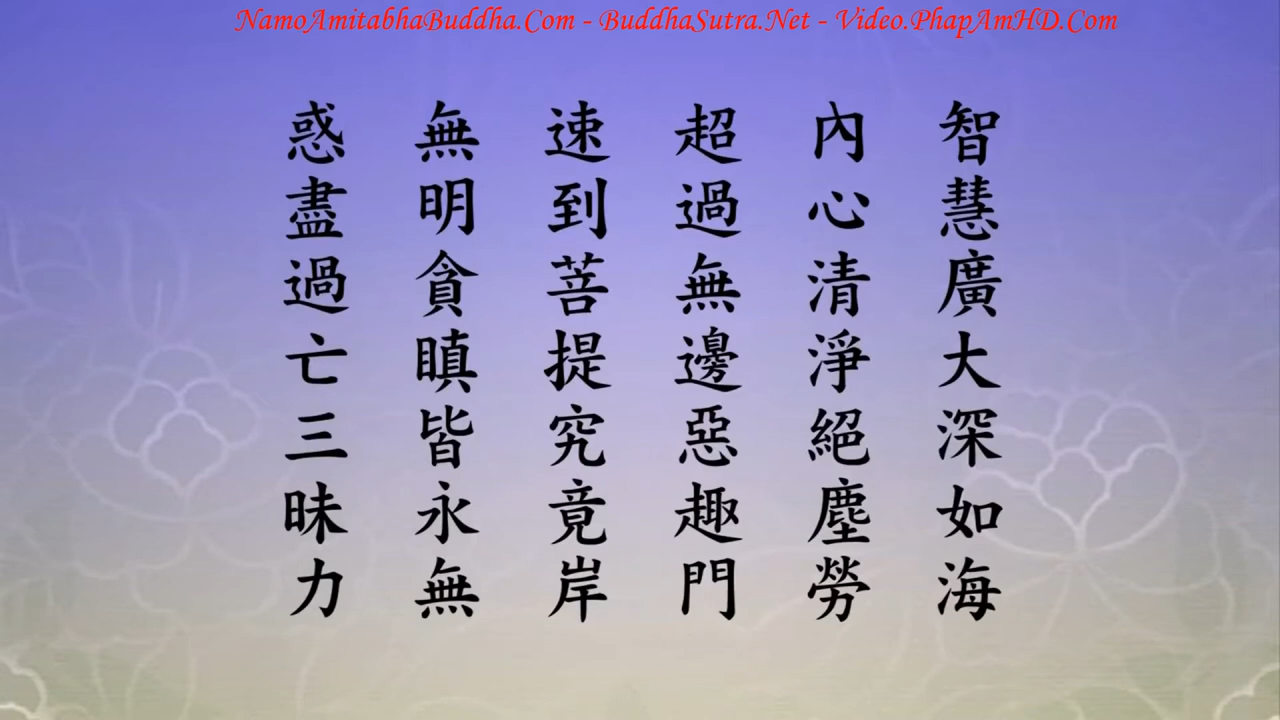 NamoAmitabhaBuddha.Com - BuddhaSutra.Net - Video.PhapAmHD.Com
智慧廣大深如海
內心清淨絕塵勞
超過無邊惡趣門
速到菩提究竟岸
無明貪瞋皆永無
惑盡過亡三昧力